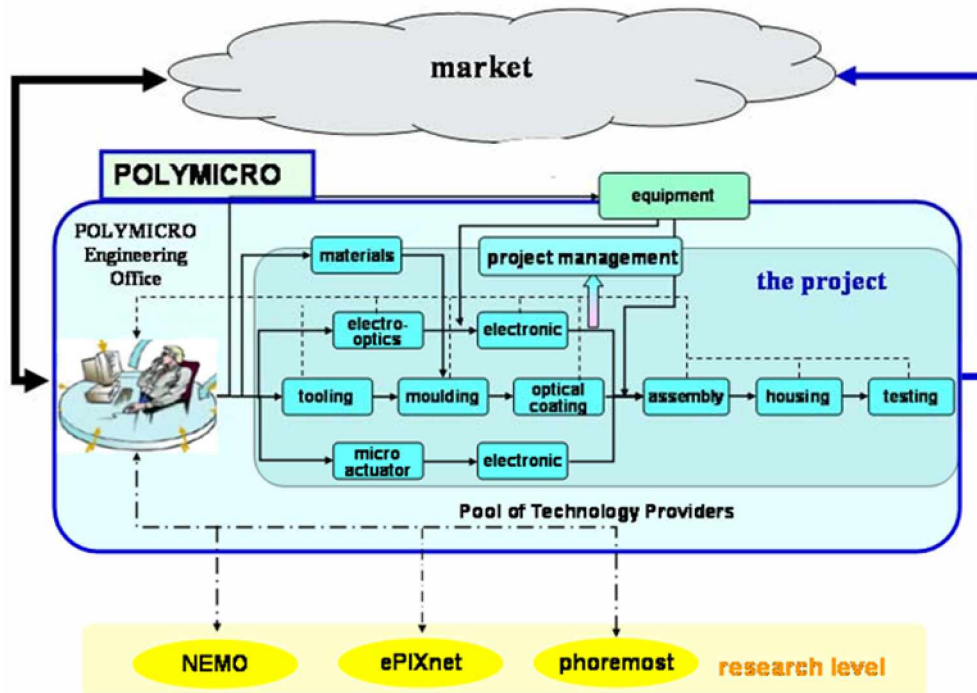 market
POLYMICRO
equipment
POLYMICRO
Engineering
Office
materials
project management
the project
electro-
optics
electronic
tooling
moulding
optical
coating
assembly
housing
testing
micro
actuator
electronic
Pool of Technology Providers
NEMO
ePIXnet
phoremost
research level